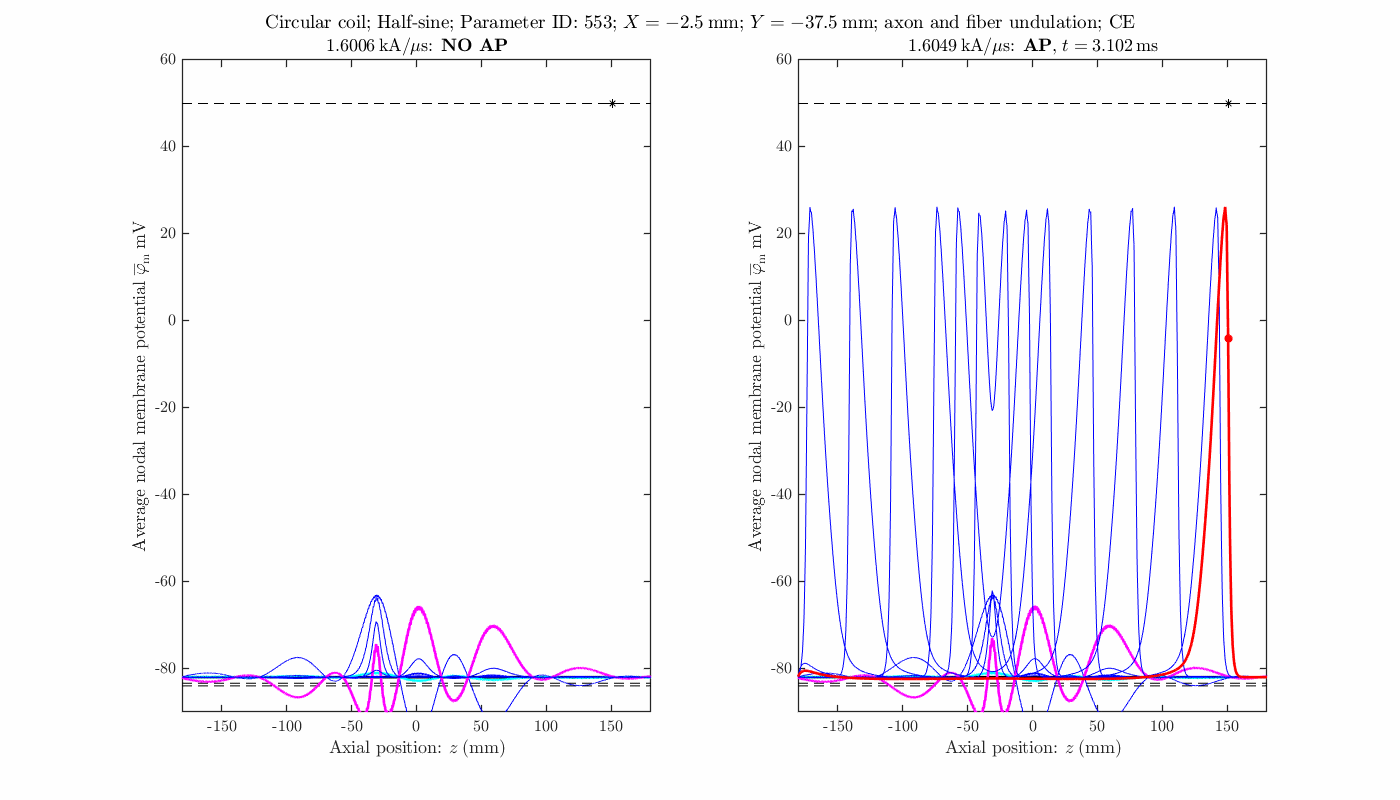 Circular coil; Half-sine; Parameter ID: 553; X = −2.5 mm; Y = −37.5 mm; axon and fiber undulation; CE
1.6006 kA/μs: NO AP
60
40
20
0
-20
-40
-60
-80
-150 -100 -50 0 50 100 150
Axial position: z (mm)
Average nodal membrane potential φ̅m mV
1.6049 kA/μs: AP, t = 3.102 ms
60
40
20
0
-20
-40
-60
-80
-150 -100 -50 0 50 100 150
Axial position: z (mm)
Average nodal membrane potential φ̅m mV